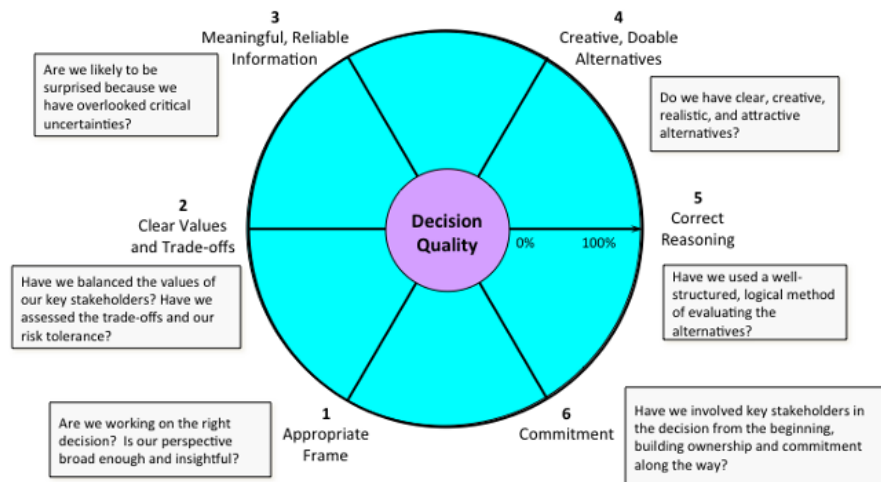 3
Meaningful, Reliable
Information
Are we likely to be
surprised because we
have overlooked critical
uncertainties?
4
Creative, Doable
Alternatives
Do we have clear, creative,
realistic, and attractive
alternatives?
2
Clear Values
and Trade-offs
Have we balanced the values of
our key stakeholders? Have we
assessed the trade-offs and our
risk tolerance?
Decision
Quality
0%
100%
5
Correct
Reasoning
Have we used a well-
structured, logical method
of evaluating the
alternatives?
1
Appropriate
Frame
Are we working on the right
decision? Is our perspective
broad enough and insightful?
6
Commitment
Have we involved key stakeholders in
the decision from the beginning,
building ownership and commitment
along the way?